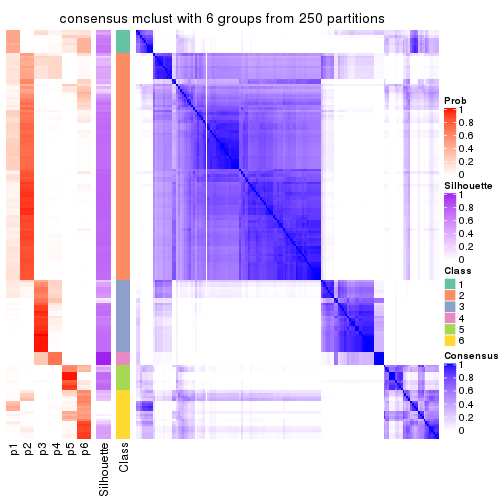 consensus mclust with 6 groups from 250 partitions
Prob
1
0.8
0.6
0.4
0.2
0
Silhouette
1
0.8
0.6
0.4
0.2
0
Class
1
2
3
4
5
6
Consensus
1
0.8
0.6
0.4
0.2
0
p1
p2
p3
p4
p5
p6
Silhouette
Class